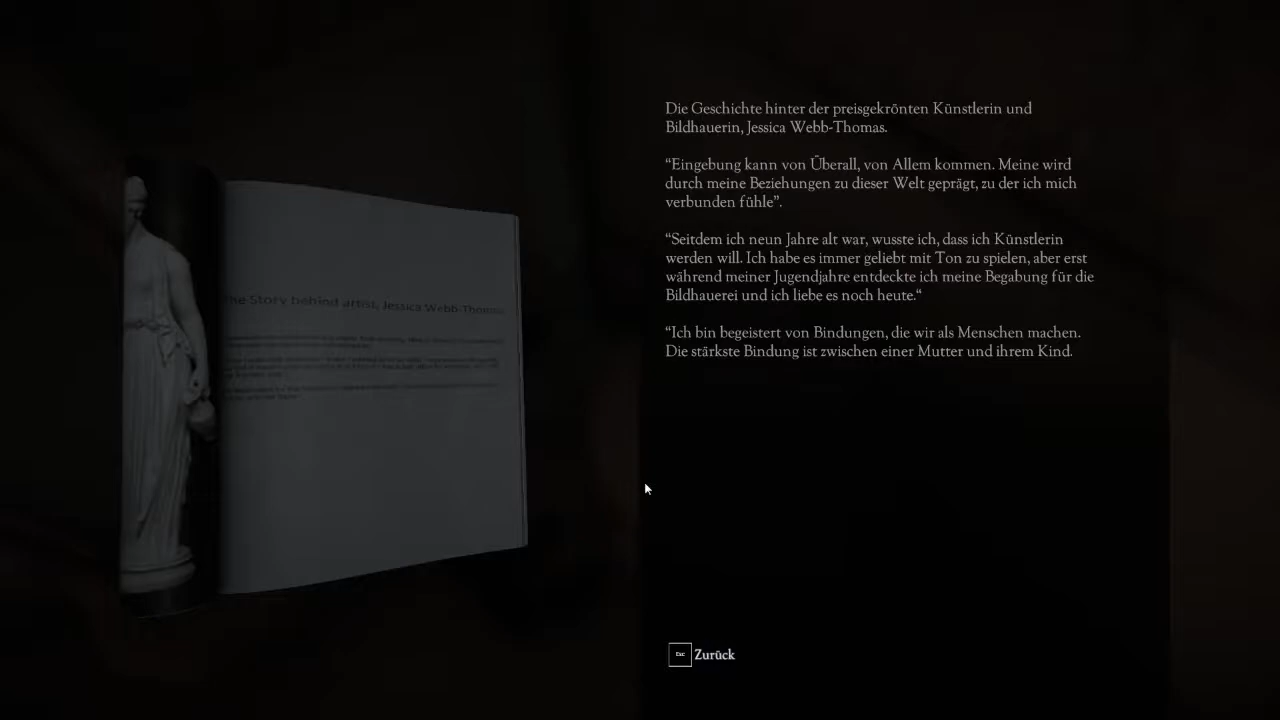 Die Geschichte hinter der preisgekrönten Künstlerin und
Bildhauerin, Jessica Webb-Thomas.
“Eingebung kann von Überall, von Allem kommen. Meine wird
durch meine Beziehungen zu dieser Welt geprägt, zu der ich mich
verbunden fühle”.
“Seitdem ich neun Jahre alt war, wusste ich, dass ich Künstlerin
werden will. Ich habe es immer geliebt mit Ton zu spielen, aber erst
während meiner Jugendjahre entdeckte ich meine Begabung für die
Bildhauerei und ich liebe es noch heute.“
“Ich bin begeistert von Bindungen, die wir als Menschen machen.
Die stärkste Bindung ist zwischen einer Mutter und ihrem Kind.
The Story behind artist, Jessica Webb-Thomas
Esc Zurück